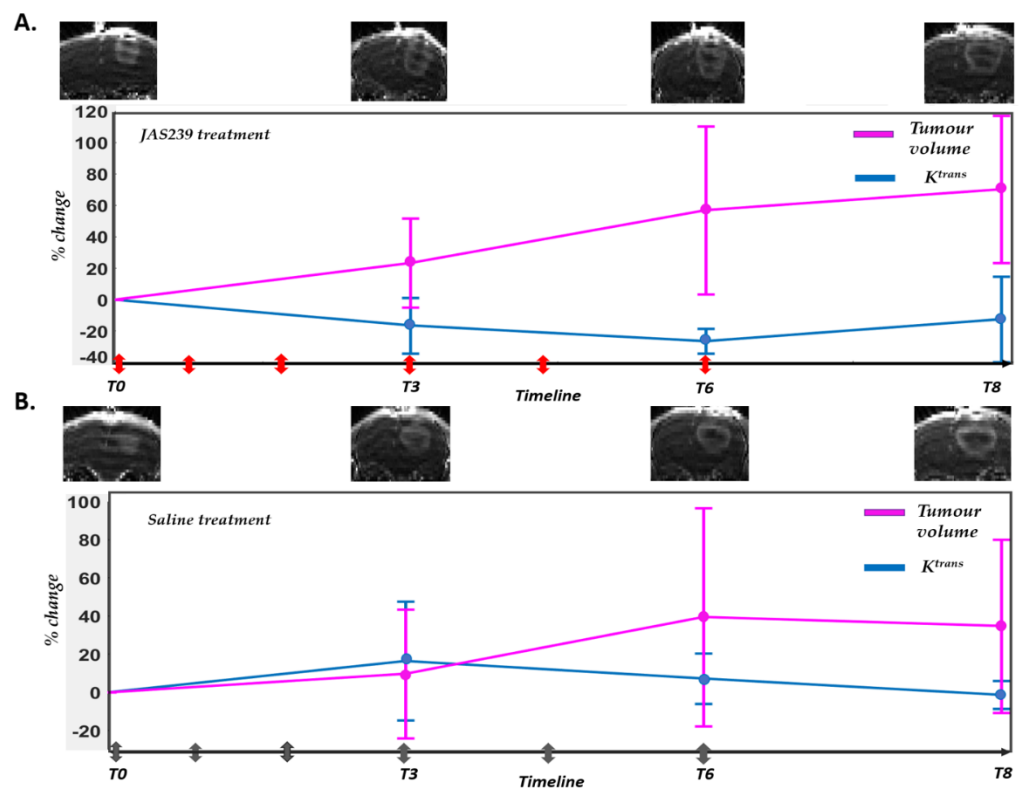 A.
120
100
80
60
40
20
0
-20
-40
% change
JAS239 treatment
Tumour
volume
Ktrans
T0
T3
T6
T8
Timeline
B.
100
80
60
40
20
0
-20
% change
Saline treatment
Tumour
volume
Ktrans
T0
T3
T6
T8
Timeline